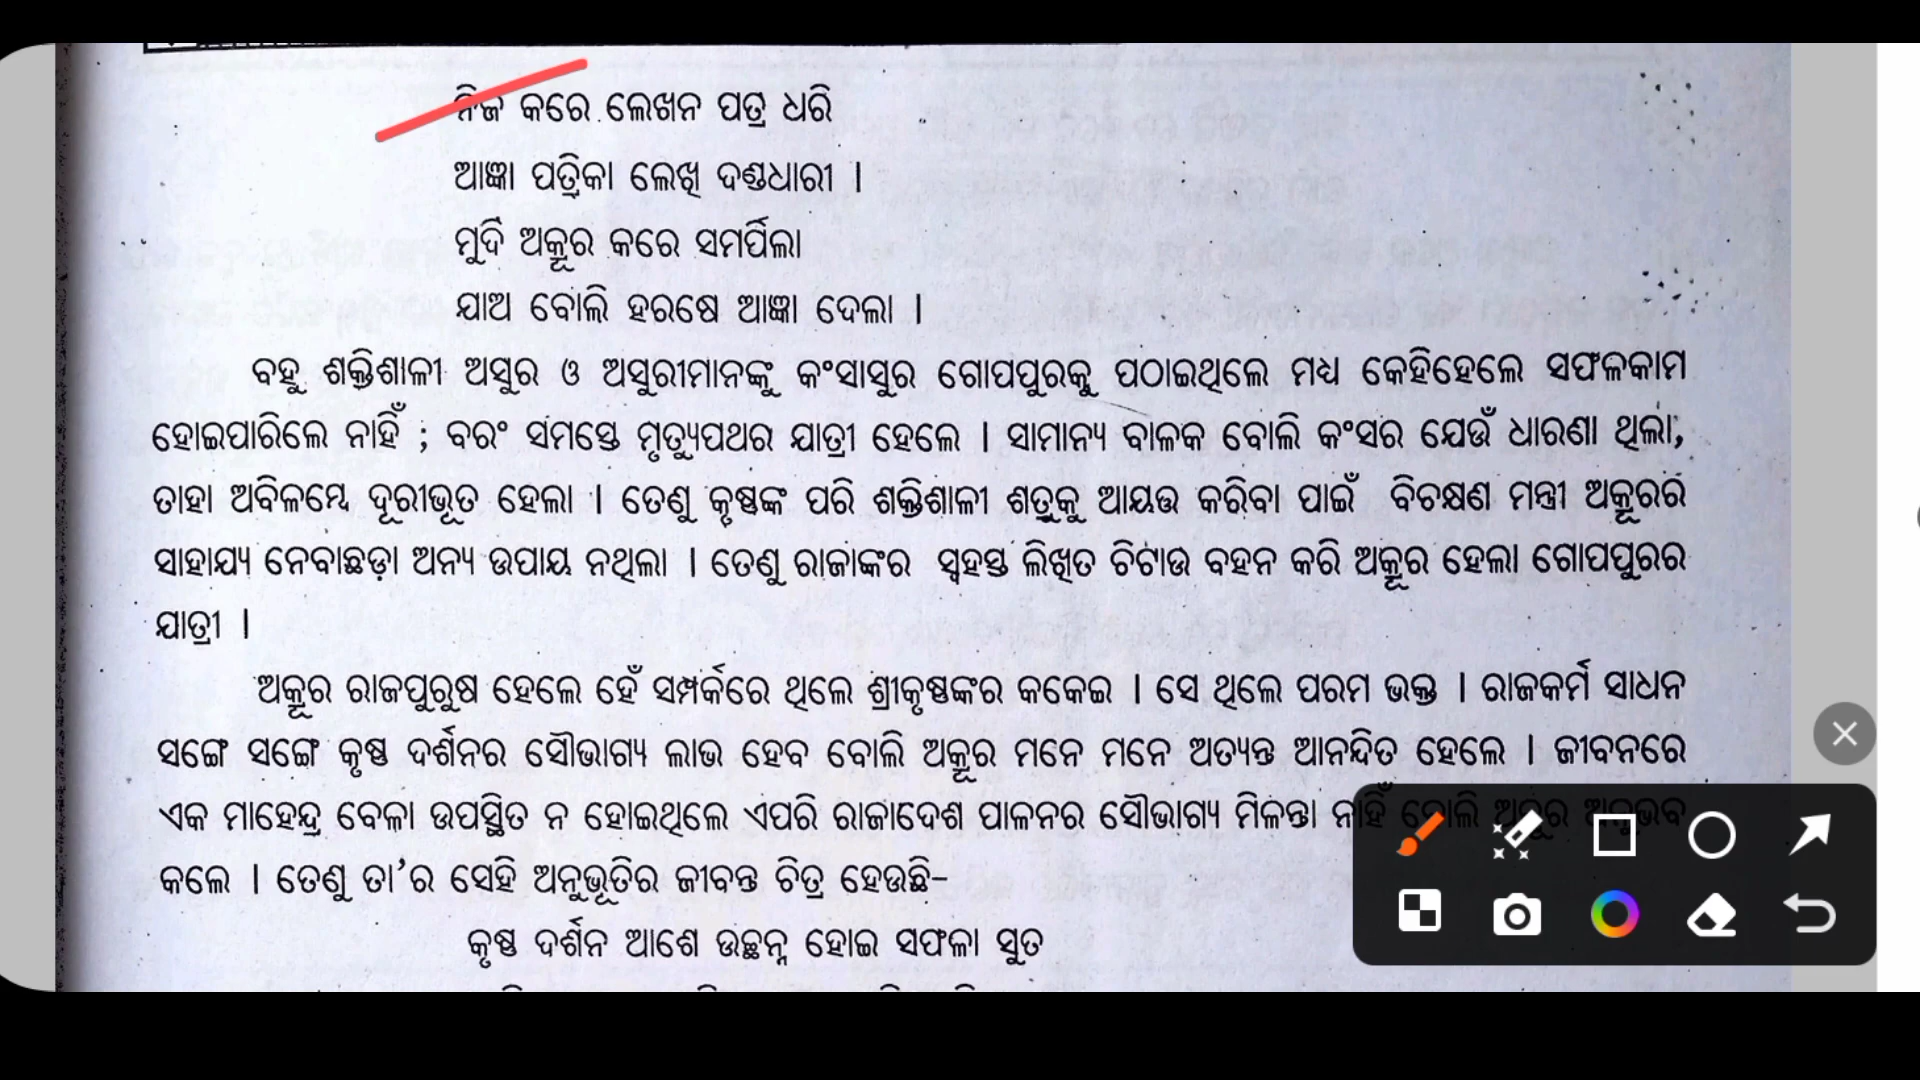 ନିଜ କରେ ଲେଖନ ପତ୍ର ଧରି
ଆଜ୍ଞା ପତ୍ରିକା ଲେଖି ଦଣ୍ଡଧାରୀ ।
ମୁଦି ଅକ୍ରୂର କରେ ସମର୍ପିଲା
ଯାଅ ବୋଲି ହରଷେ ଆଜ୍ଞା ଦେଲା ।
ବହୁ ଶକ୍ତିଶାଳୀ ଅସୁର ଓ ଅସୁରୀମାନଙ୍କୁ କଂସାସୁର ଗୋପପୁରକୁ ପଠାଇଥିଲେ ମଧ୍ୟ କେହିହେଲେ ସଫଳକାମ
ହୋଇପାରିଲେ ନାହିଁ ; ବରଂ ସମସ୍ତେ ମୃତ୍ୟୁପଥର ଯାତ୍ରୀ ହେଲେ । ସାମାନ୍ୟ ବାଳକ ବୋଲି କଂସର ଯେଉଁ ଧାରଣା ଥିଲା,
ତାହା ଅବିଳମ୍ବେ ଦୂରୀଭୂତ ହେଲା । ତେଣୁ କୃଷ୍ଣଙ୍କ ପରି ଶକ୍ତିଶାଳୀ ଶତ୍ରୁକୁ ଆୟତ୍ତ କରିବା ପାଇଁ ବିଚକ୍ଷଣ ମନ୍ତ୍ରୀ ଅକ୍ରୂରର
ସାହାଯ୍ୟ ନେବାଛଡ଼ା ଅନ୍ୟ ଉପାୟ ନଥିଲା । ତେଣୁ ରାଜାଙ୍କର ସ୍ୱହସ୍ତ ଲିଖିତ ଚିଟାଉ ବହନ କରି ଅକ୍ରୂର ହେଲା ଗୋପପୁରର
ଯାତ୍ରୀ ।
ଅକ୍ରୂର ରାଜପୁରୁଷ ହେଲେ ହେଁ ସମ୍ପର୍କରେ ଥିଲେ ଶ୍ରୀକୃଷ୍ଣଙ୍କର କକେଇ । ସେ ଥିଲେ ପରମ ଭକ୍ତ । ରାଜକର୍ମ ସାଧନ
ସଙ୍ଗେ ସଙ୍ଗେ କୃଷ୍ଣ ଦର୍ଶନର ସୌଭାଗ୍ୟ ଲାଭ ହେବ ବୋଲି ଅକ୍ରୂର ମନେ ମନେ ଅତ୍ୟନ୍ତ ଆନନ୍ଦିତ ହେଲେ । ଜୀବନରେ
ଏକ ମାହେନ୍ଦ୍ର ବେଳା ଉପସ୍ଥିତ ନ ହୋଇଥିଲେ ଏପରି ରାଜାଦେଶ ପାଳନର ସୌଭାଗ୍ୟ ମିଳନ୍ତା ନାହିଁ ବୋଲି ଅକ୍ରୂର ଅନୁଭବ
କଲେ । ତେଣୁ ତା’ର ସେହି ଅନୁଭୂତିର ଜୀବନ୍ତ ଚିତ୍ର ହେଉଛି–
କୃଷ୍ଣ ଦର୍ଶନ ଆଶେ ଉଚ୍ଛନ୍ନ ହୋଇ ସଫଳା ସୁତ